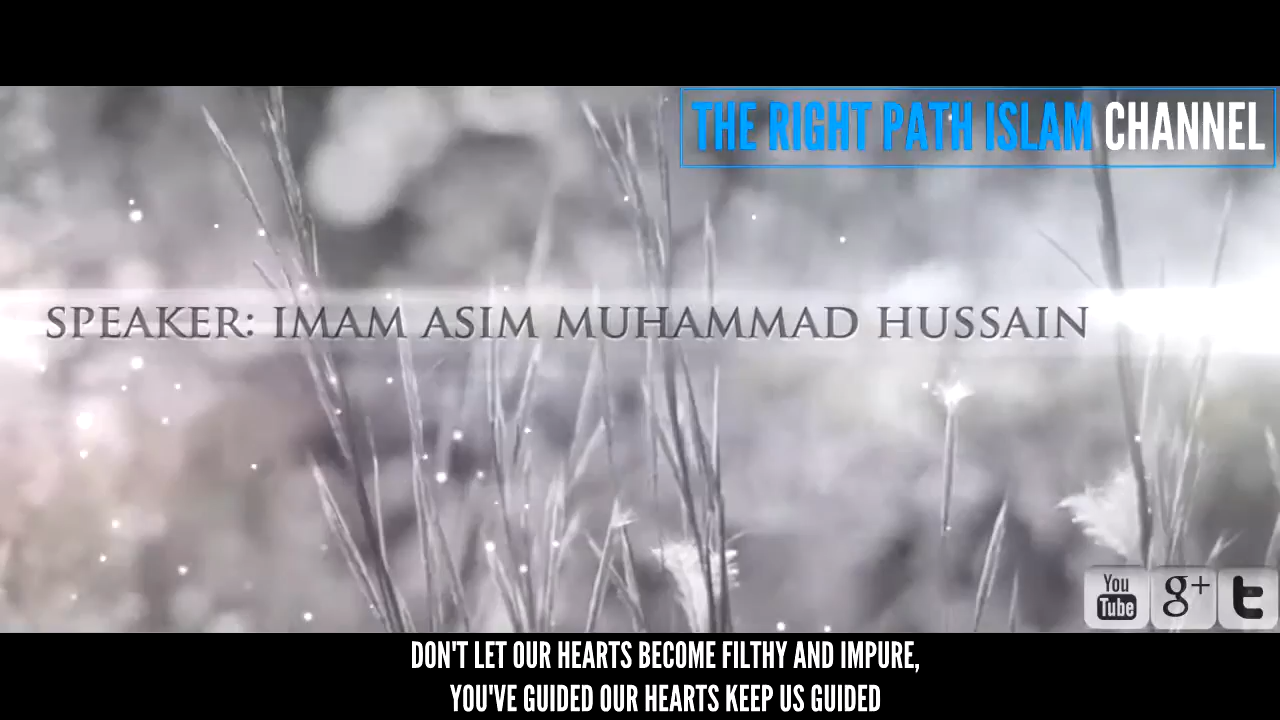 THE RIGHT PATH ISLAM CHANNEL
SPEAKER: IMAM ASIM MUHAMMAD HUSSAIN
You
Tube
g+
t
DON'T LET OUR HEARTS BECOME FILTHY AND IMPURE,
YOU'VE GUIDED OUR HEARTS KEEP US GUIDED